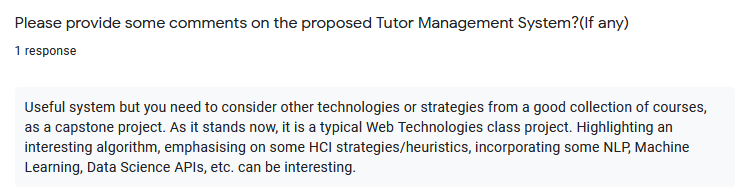 Please provide some comments on the proposed Tutor Management System?(If any)
1 response
Useful system but you need to consider other technologies or strategies from a good collection of courses,
as a capstone project. As it stands now, it is a typical Web Technologies class project. Highlighting an
interesting algorithm, emphasising on some HCI strategies/heuristics, incorporating some NLP, Machine
Learning, Data Science APIs, etc. can be interesting.